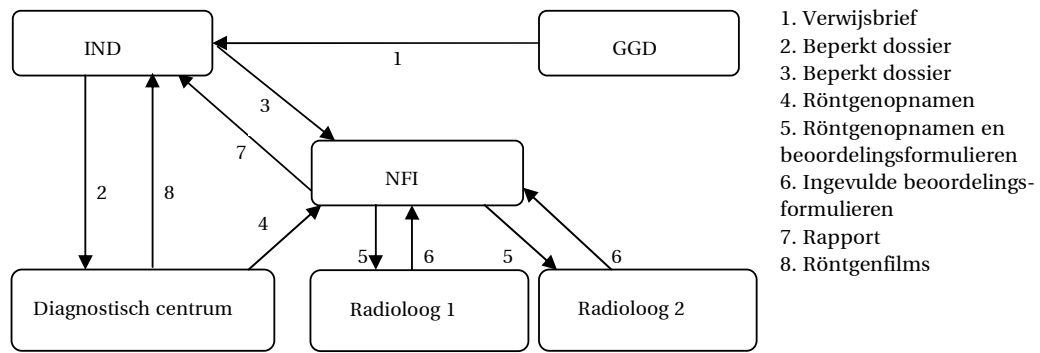 IND
GGD
1
3
7
NFI
2
8
4
5
6
5
6
Diagnostisch centrum
Radioloog 1
Radioloog 2
1. Verwijsbrief
2. Beperkt dossier
3. Beperkt dossier
4. Röntgenopnamen
5. Röntgenopnamen en
beoordelingsformulieren
6. Ingevulde beoordelings-
formulieren
7. Rapport
8. Röntgenfilms